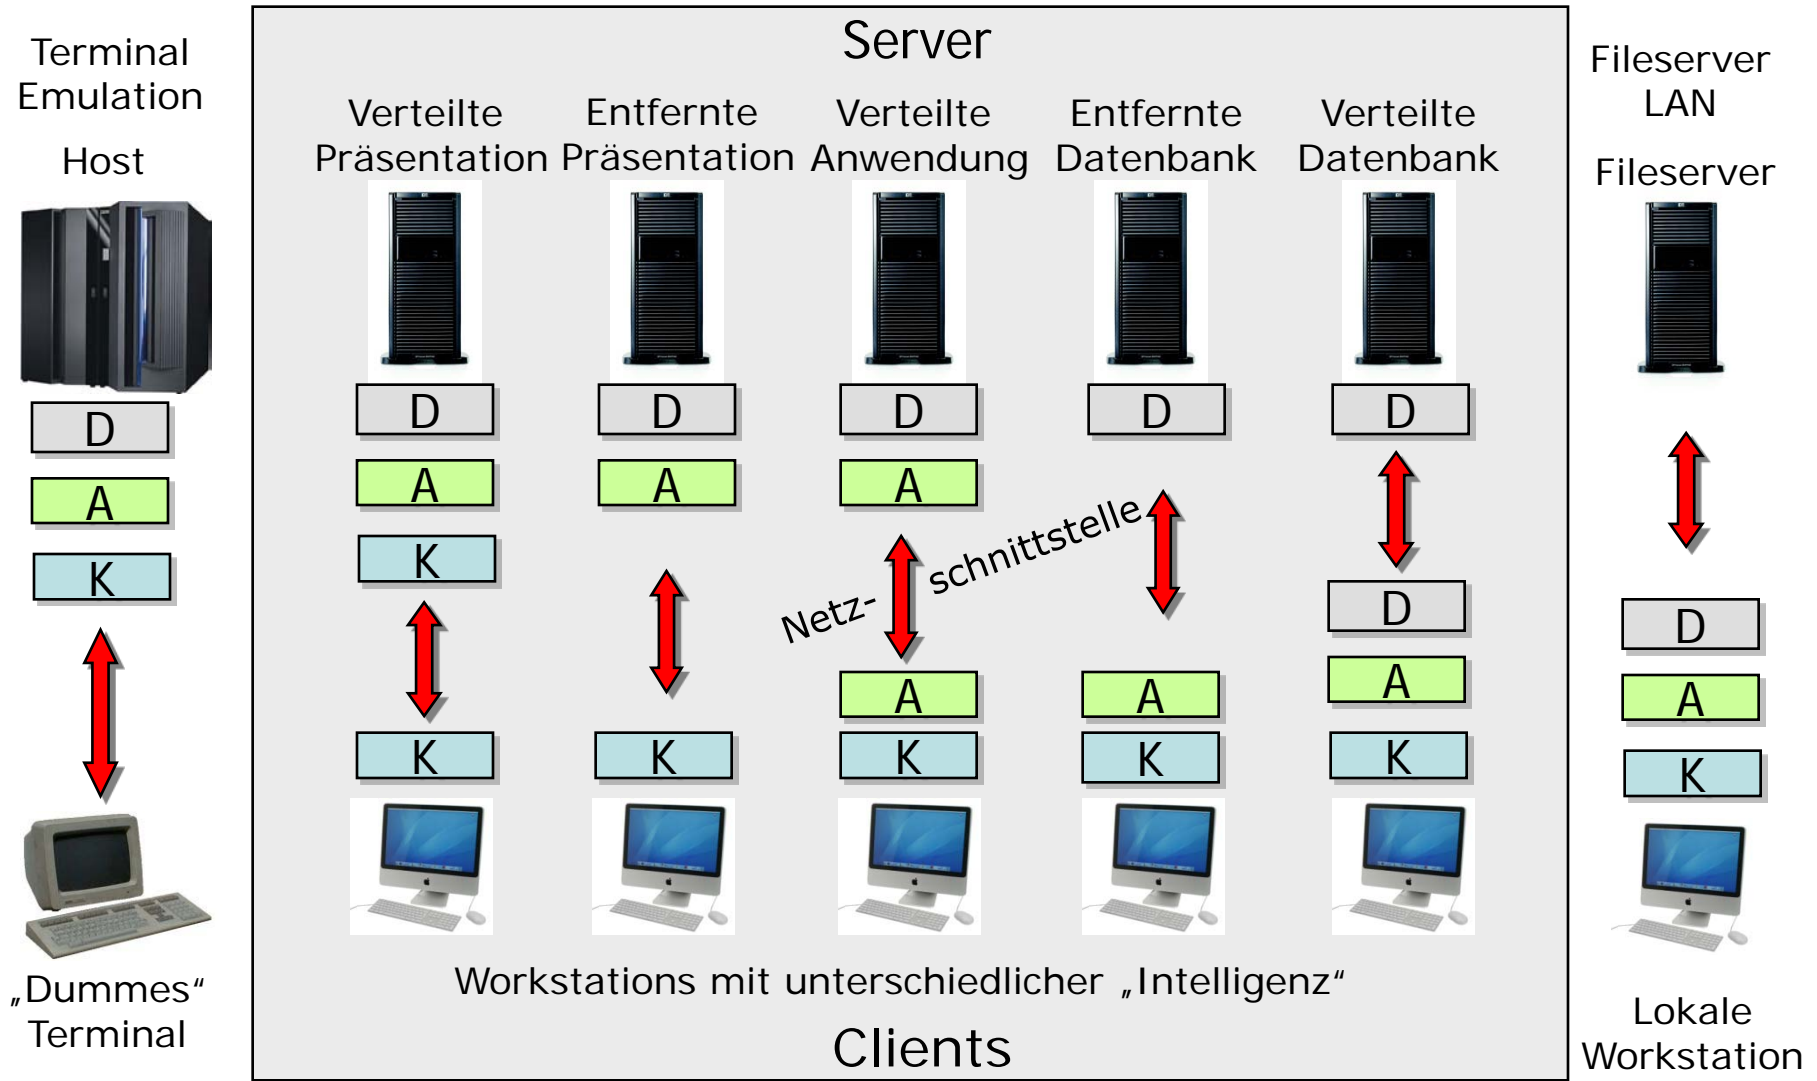 Terminal
Emulation
Host
D
A
K
„Dummes“
Terminal
Server
Verteilte
Präsentation
D
A
K
K
Entfernte
Präsentation
D
A
K
Verteilte
Anwendung
D
A
Netz- schnittstelle
A
K
Entfernte
Datenbank
D
A
K
Verteilte
Datenbank
D
D
A
K
Workstations mit unterschiedlicher „Intelligenz“
Clients
Fileserver
LAN
Fileserver
D
A
K
Lokale
Workstation